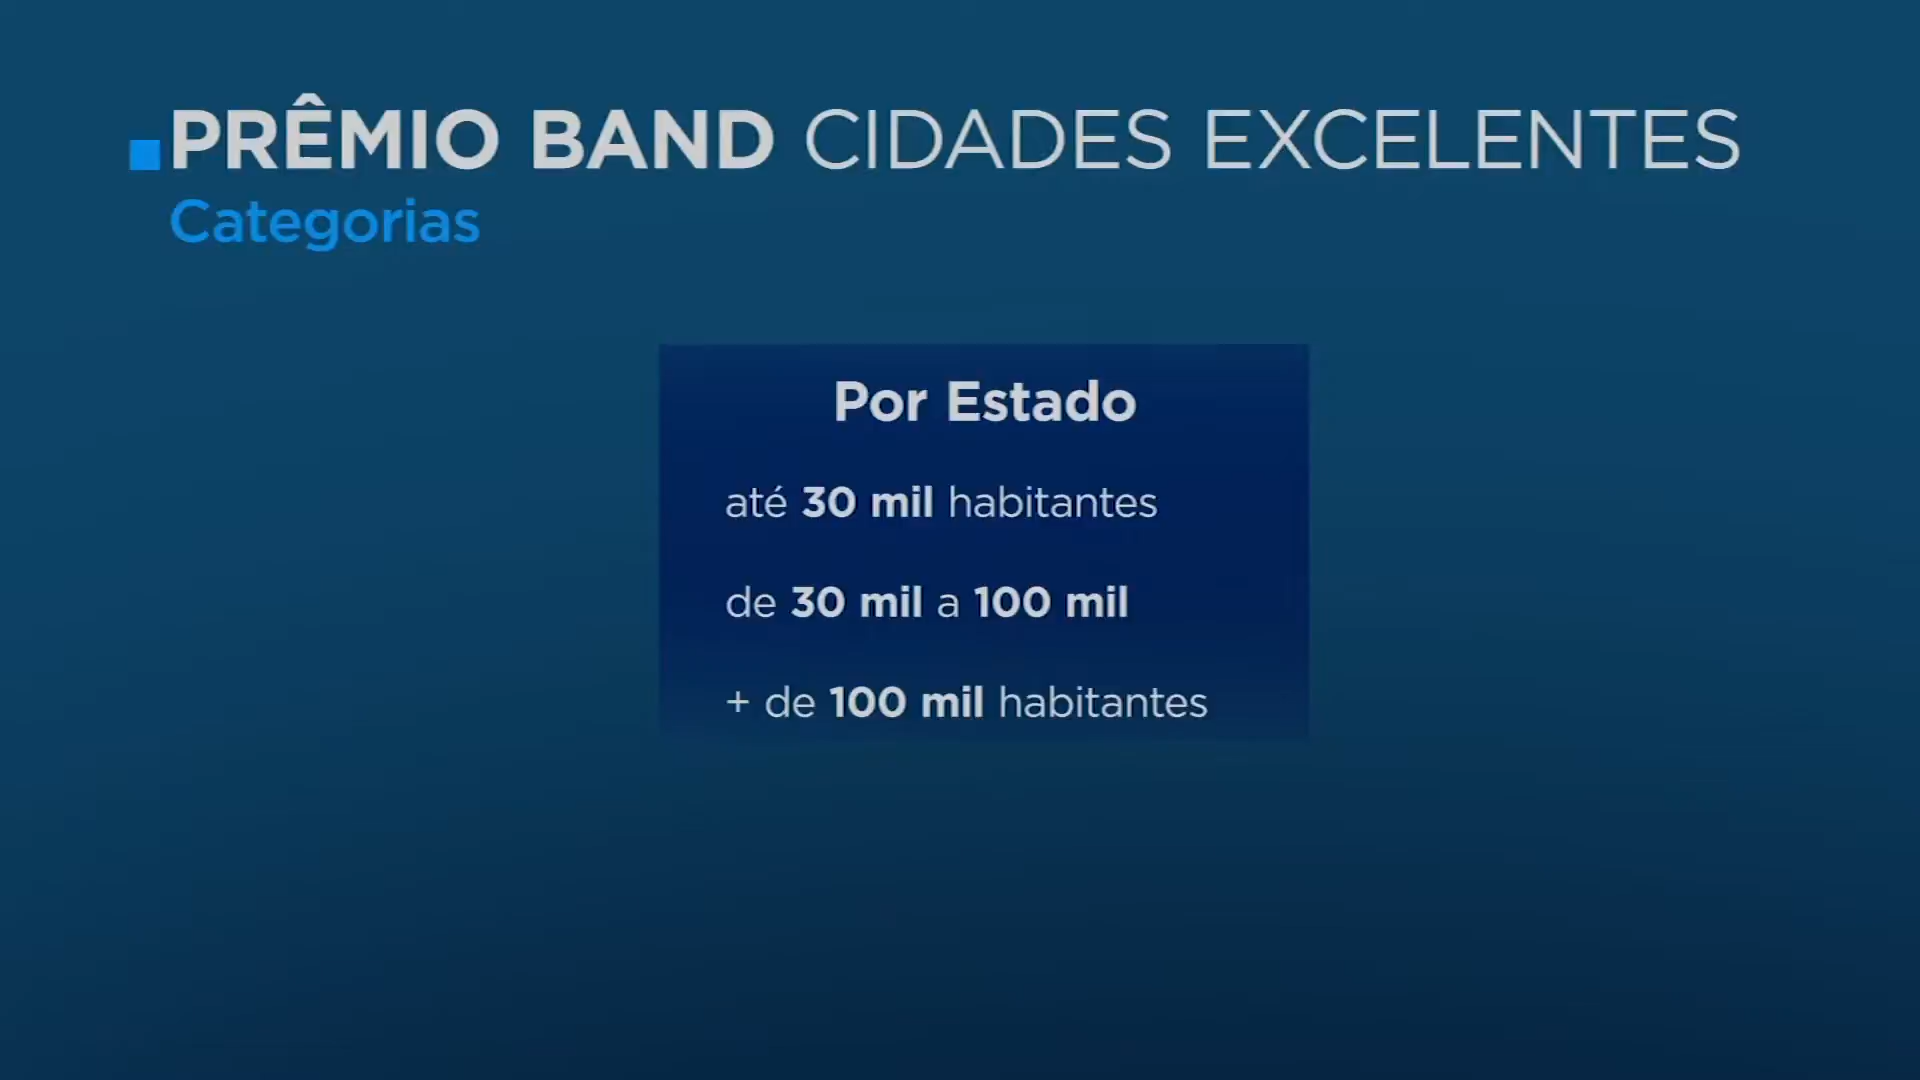 PRÊMIO BAND CIDADES EXCELENTES
Categorias
Por Estado
até 30 mil habitantes
de 30 mil a 100 mil
+ de 100 mil habitantes